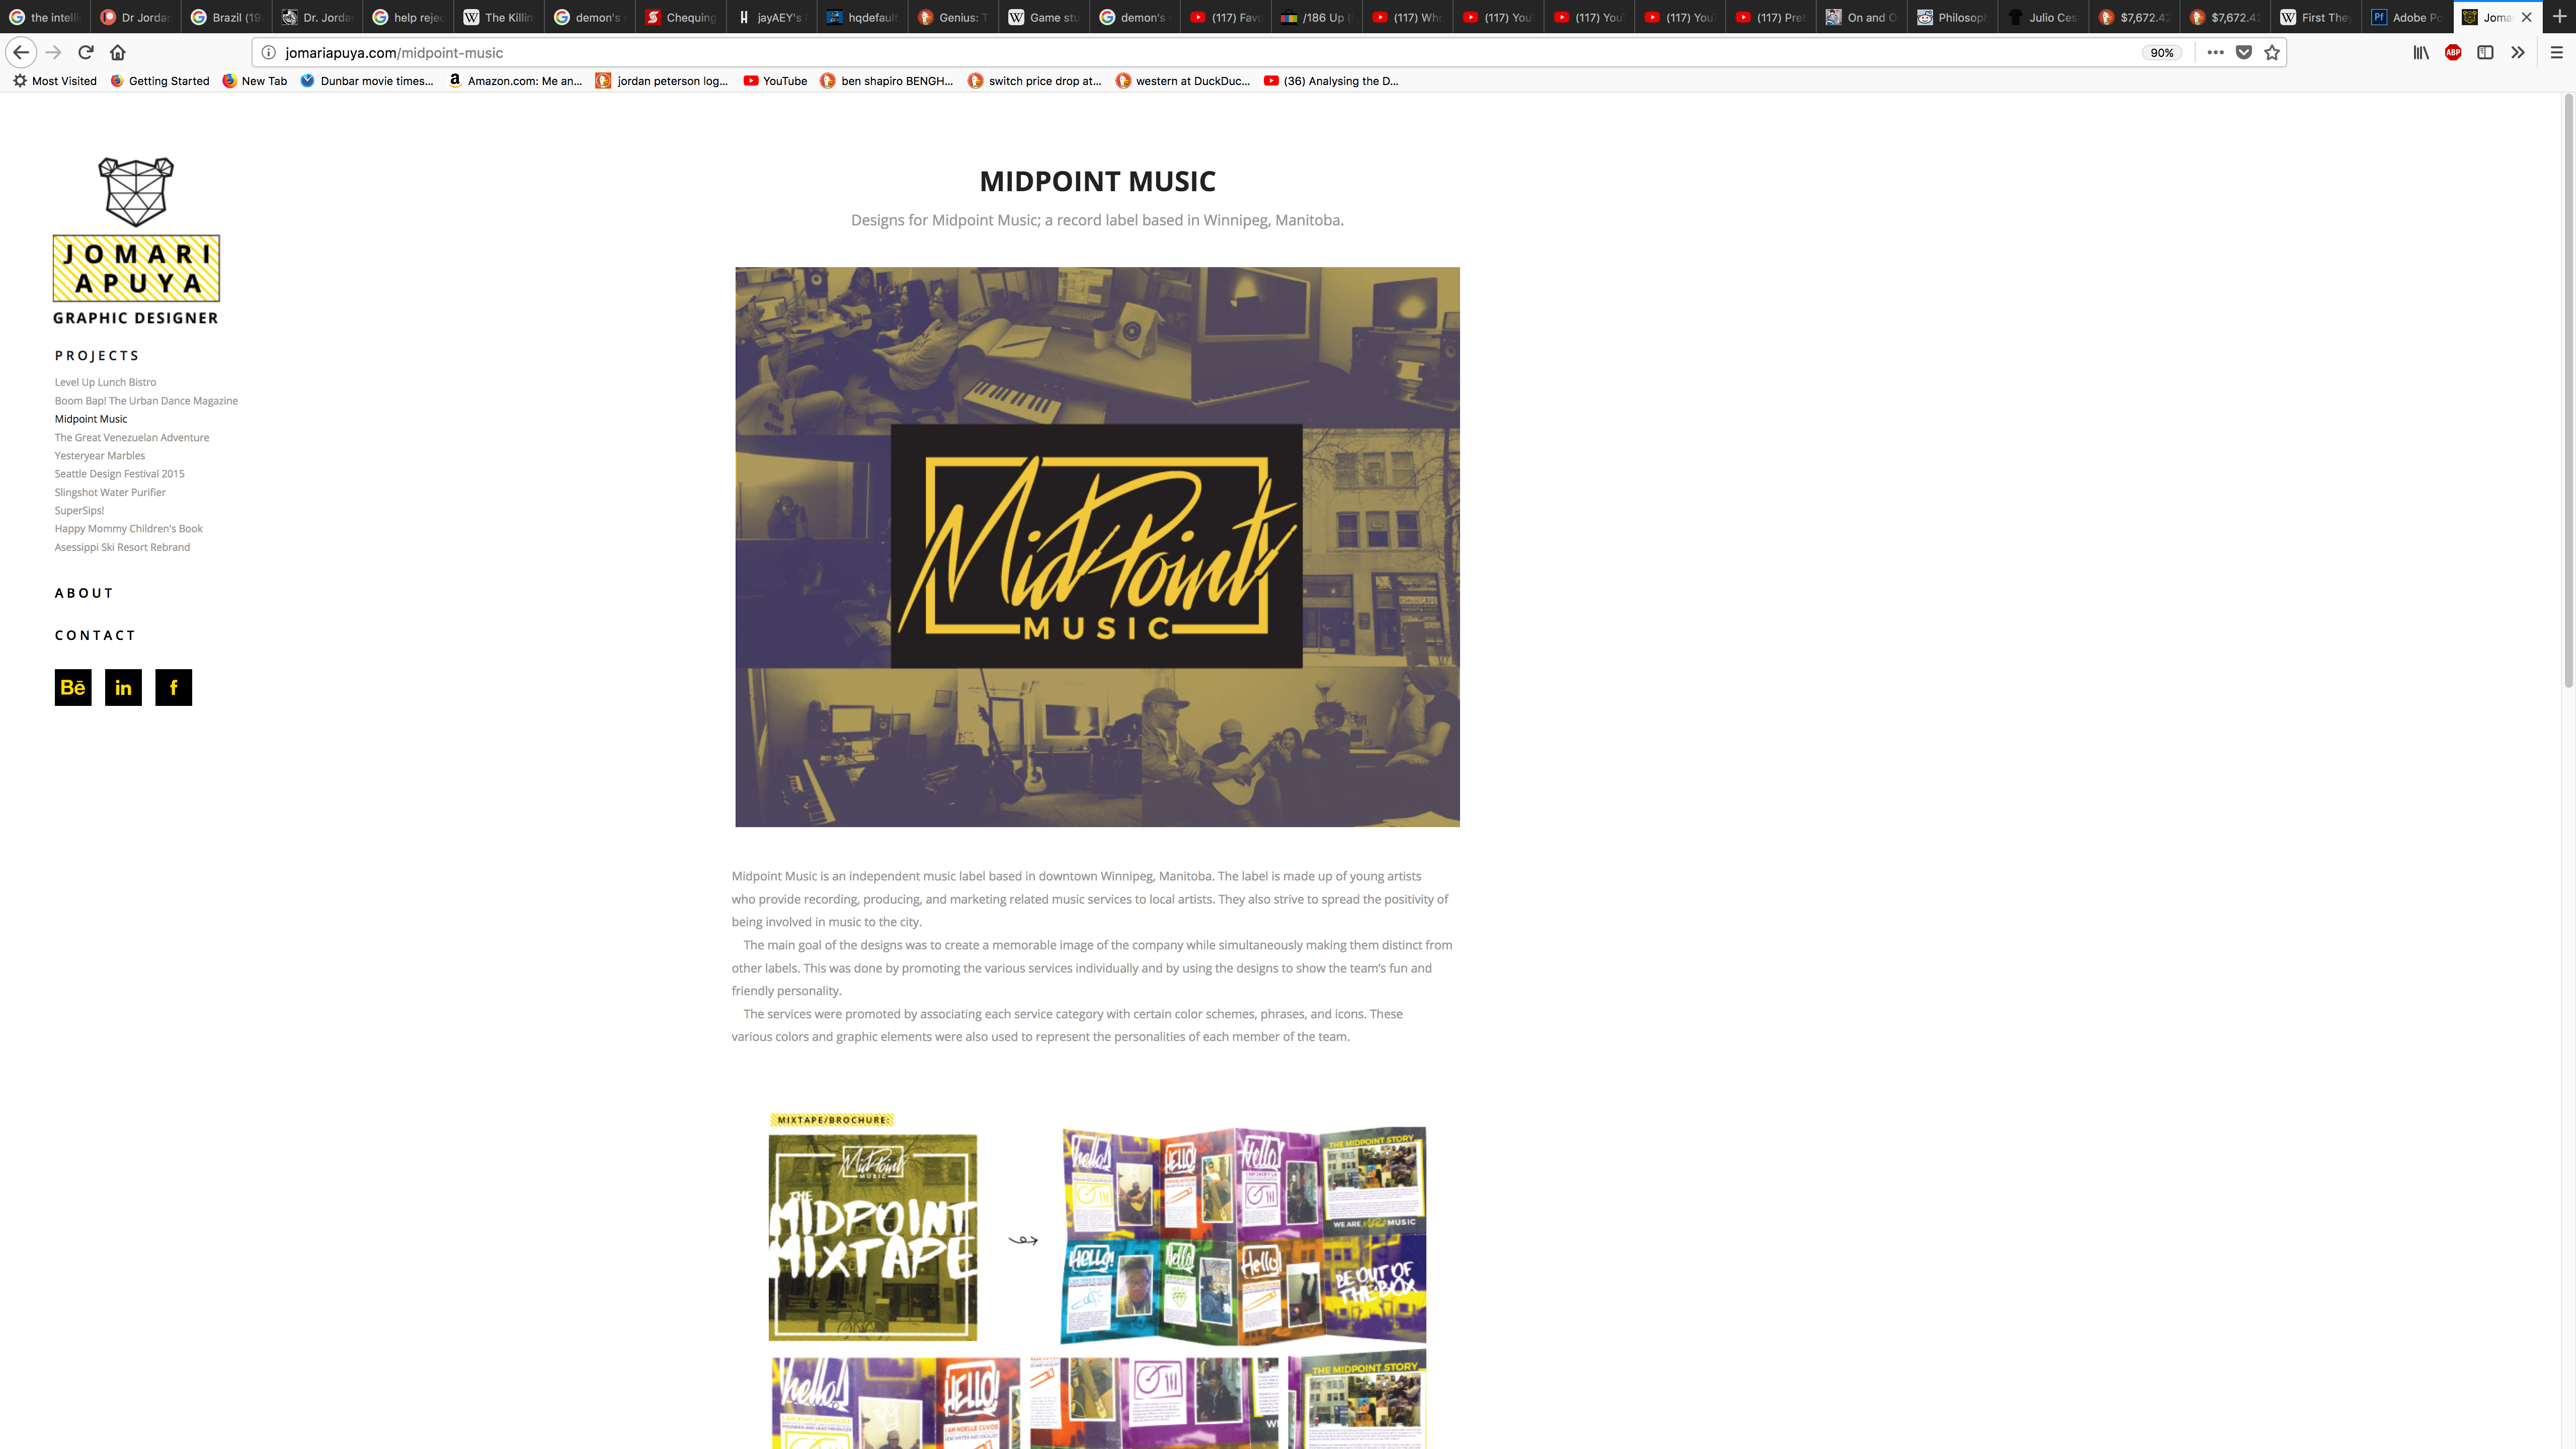 the intelli
Dr Jordan
Brazil (19
Dr. Jorda
help rejec
The Killin
demon's
Chequing
jayAEY's
hqdefault
Genius: T
Game stu
demon's
(117) Favo
/186 Up (
(117) Who
(117) You
(117) You
(117) You
(117) Pret
On and O
Philosoph
Julio Cesa
$7,672.42
$7,672.42
First They
Adobe Po
Joma
jomariapuya.com/midpoint-music
90%
Most Visited
Getting Started
New Tab
Dunbar movie times...
Amazon.com: Me an...
jordan peterson log...
YouTube
ben shapiro BENGH...
switch price drop at...
western at DuckDuc...
(36) Analysing the D...
ABP
JOMARI
APUYA
GRAPHIC DESIGNER
PROJECTS
Level Up Lunch Bistro
Boom Bap! The Urban Dance Magazine
Midpoint Music
The Great Venezuelan Adventure
Yesteryear Marbles
Seattle Design Festival 2015
Slingshot Water Purifier
SuperSips!
Happy Mommy Children's Book
Asessippi Ski Resort Rebrand
ABOUT
CONTACT
Bē
in
f
MIDPOINT MUSIC
Designs for Midpoint Music; a record label based in Winnipeg, Manitoba.
MidPoint
MUSIC
Midpoint Music is an independent music label based in downtown Winnipeg, Manitoba. The label is made up of young artists
who provide recording, producing, and marketing related music services to local artists. They also strive to spread the positivity of
being involved in music to the city.
The main goal of the designs was to create a memorable image of the company while simultaneously making them distinct from
other labels. This was done by promoting the various services individually and by using the designs to show the team's fun and
friendly personality.
The services were promoted by associating each service category with certain color schemes, phrases, and icons. These
various colors and graphic elements were also used to represent the personalities of each member of the team.
MIXTAPE/BROCHURE:
MidPoint
MUSIC
THE
MIDPOINT
MIXTAPE
hello!
HELLO!
Hello!
THE MIDPOINT STORY
WE ARE MidPoint MUSIC
HELLO!
hello!
Hello!
BE OUT OF
THE BOX
hello!
HELLO!
I AM NOELLE CUVOS
THE MIDPOINT STORY